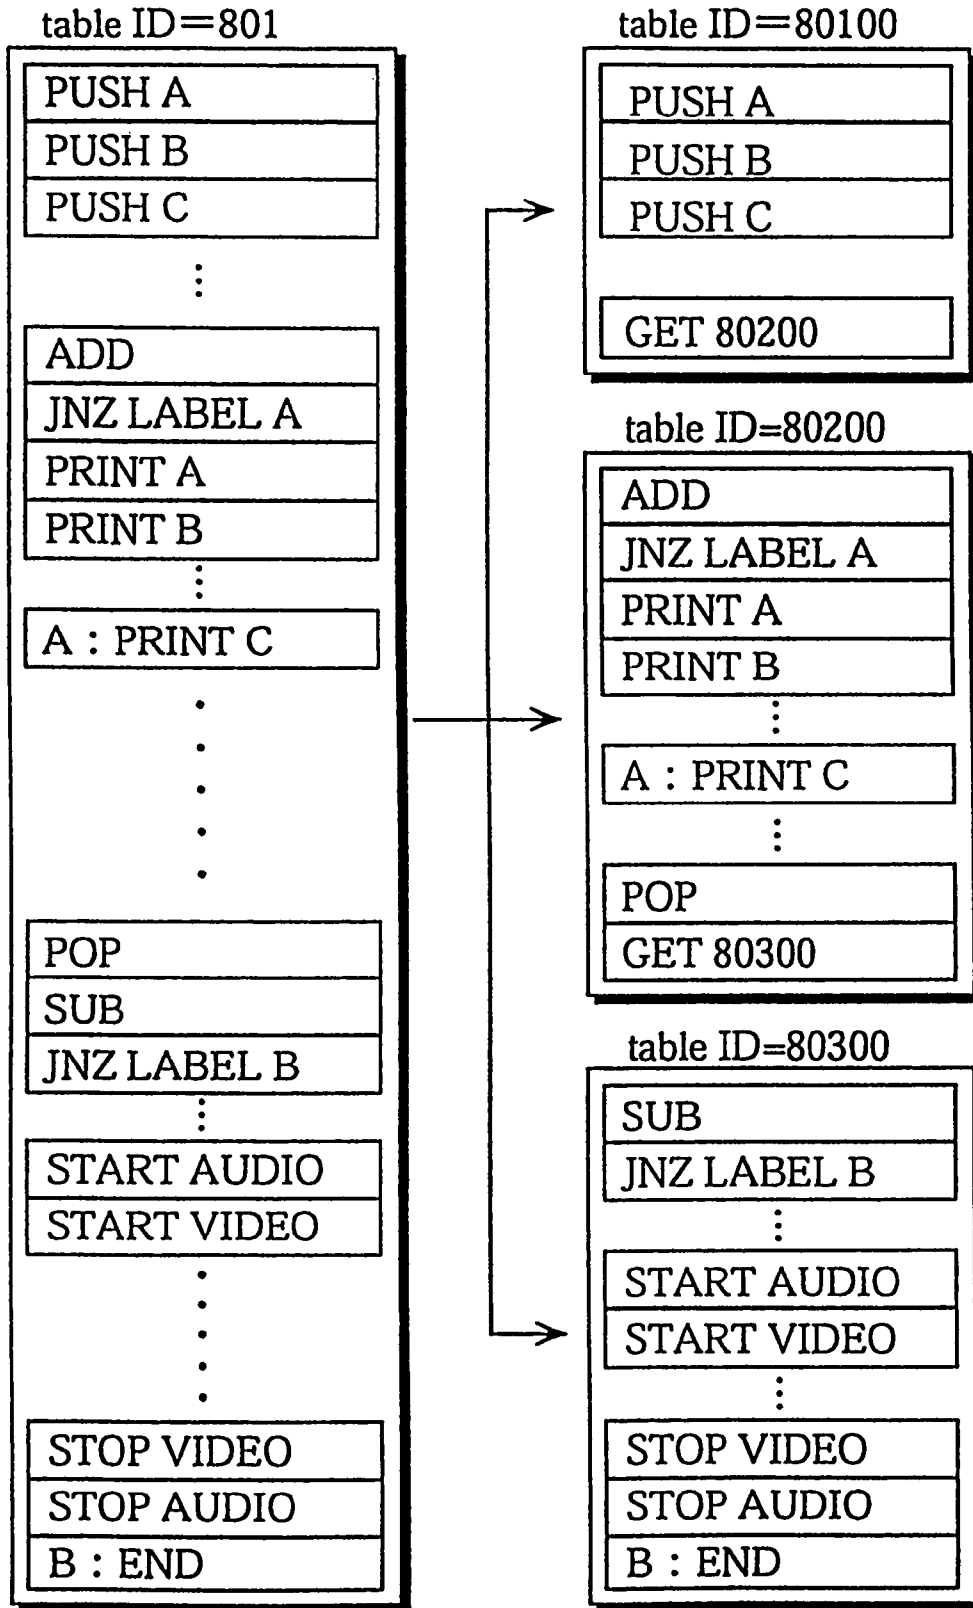 table ID=801
PUSH A
PUSH B
PUSH C
ADD
JNZ LABEL A
PRINT A
PRINT B
A : PRINT C
POP
SUB
JNZ LABEL B
START AUDIO
START VIDEO
STOP VIDEO
STOP AUDIO
B : END
table ID=80100
PUSH A
PUSH B
PUSH C
GET 80200
table ID=80200
ADD
JNZ LABEL A
PRINT A
PRINT B
A : PRINT C
POP
GET 80300
table ID=80300
SUB
JNZ LABEL B
START AUDIO
START VIDEO
STOP VIDEO
STOP AUDIO
B : END